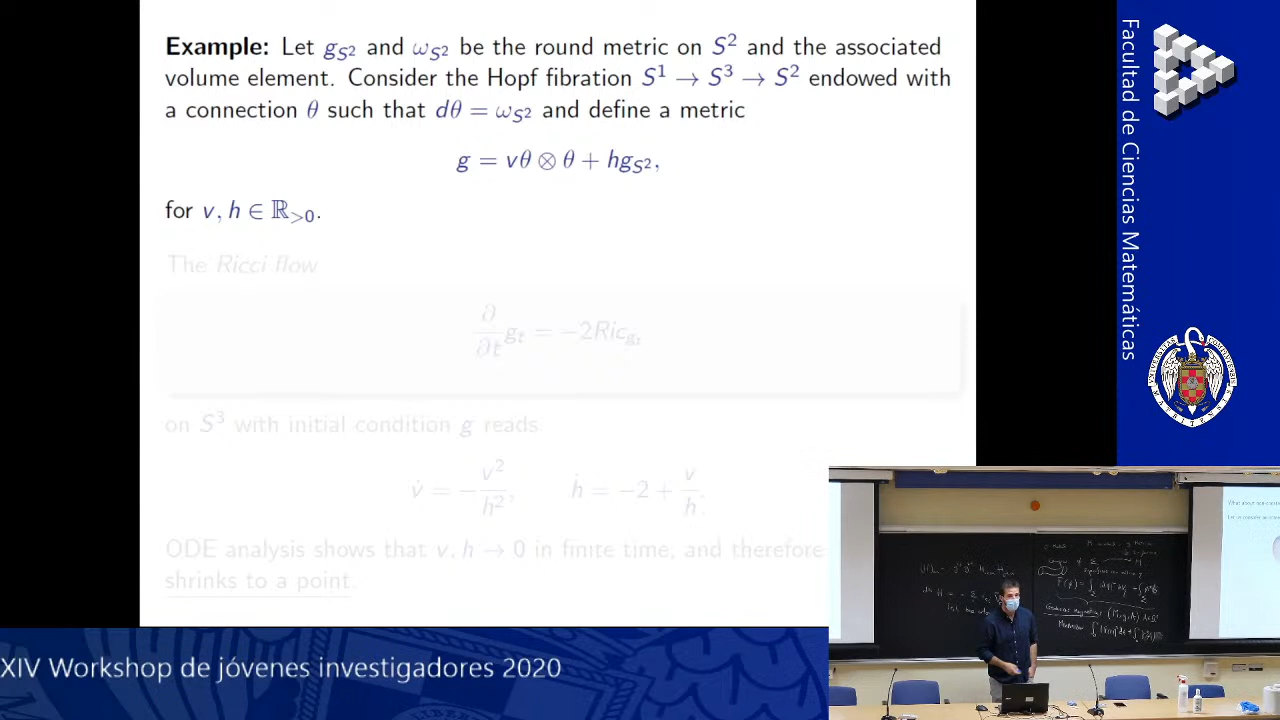 Example: Let g_{S²} and ω_{S²} be the round metric on S² and the associated
volume element. Consider the Hopf fibration S¹ → S³ → S² endowed with
a connection θ such that dθ = ω_{S²} and define a metric
g = vθ ⊗ θ + hg_{S²},
for v, h ∈ ℝ_{>0}.
The Ricci flow
∂/∂t g_t = −2Ric_{g_t}
on S³ with initial condition g reads
v̇ = −v²/h², ḣ = −2 + v/h.
ODE analysis shows that v, h → 0 in finite time, and therefore
shrinks to a point.
Facultad de Ciencias Matemáticas
XIV Workshop de jóvenes investigadores 2020